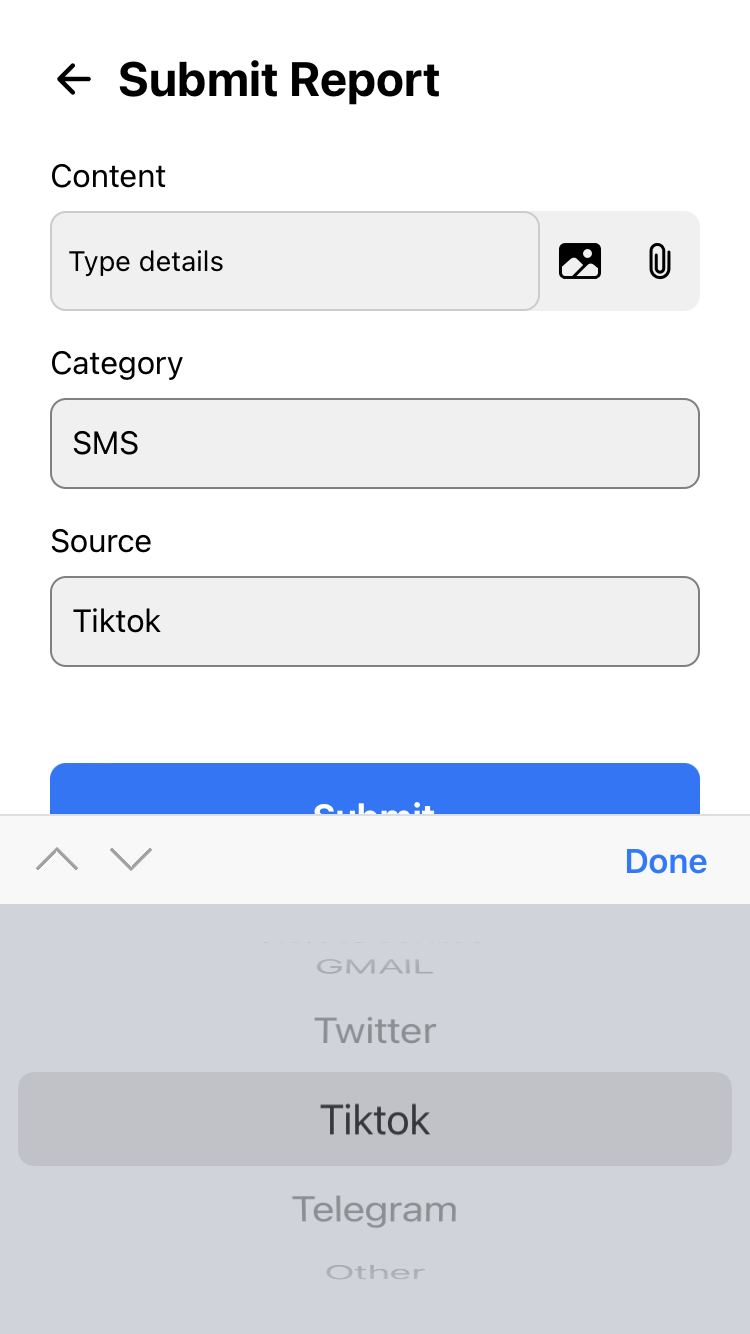 Submit Report
Content
Type details
Category
SMS
Source
Tiktok
Submit
Done
GMAIL
Twitter
Tiktok
Telegram
Other